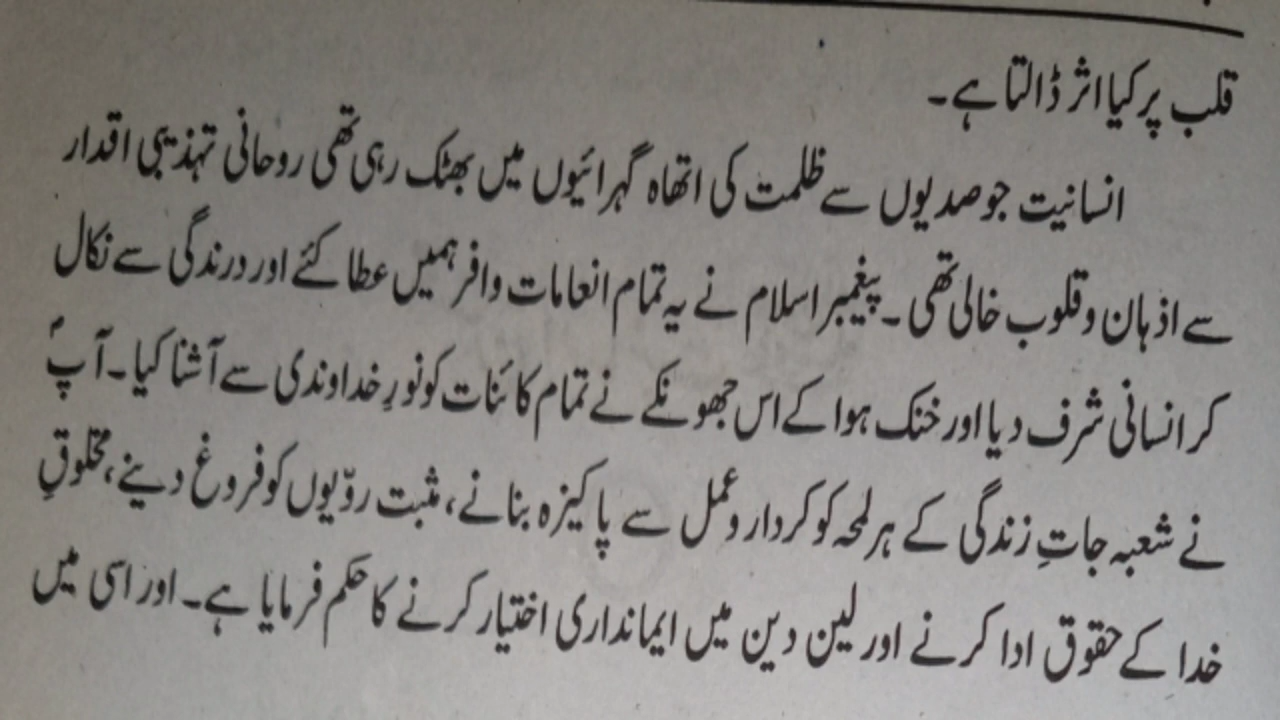 قلب پر کیا اثر ڈالتا ہے۔
انسانیت جو صدیوں سے ظلمت کی اتھاہ گہرائیوں میں بھٹک رہی تھی روحانی تہذیبی اقدار
سے اذہان و قلوب خالی تھی۔ پیغمبر اسلام نے یہ تمام انعامات وافر ہمیں عطا کئے اور درندگی سے نکال
کر انسانی شرف دیا اور خنک ہوا کے اس جھونکے نے تمام کائنات کو نورِ خداوندی سے آشنا کیا۔ آپؐ
نے شعبہ جاتِ زندگی کے ہر لمحہ کو کردار و عمل سے پاکیزہ بنانے، مثبت روّیوں کو فروغ دینے، مخلوقِ
خدا کے حقوق ادا کرنے اور لین دین میں ایمانداری اختیار کرنے کا حکم فرمایا ہے۔ اور اسی میں